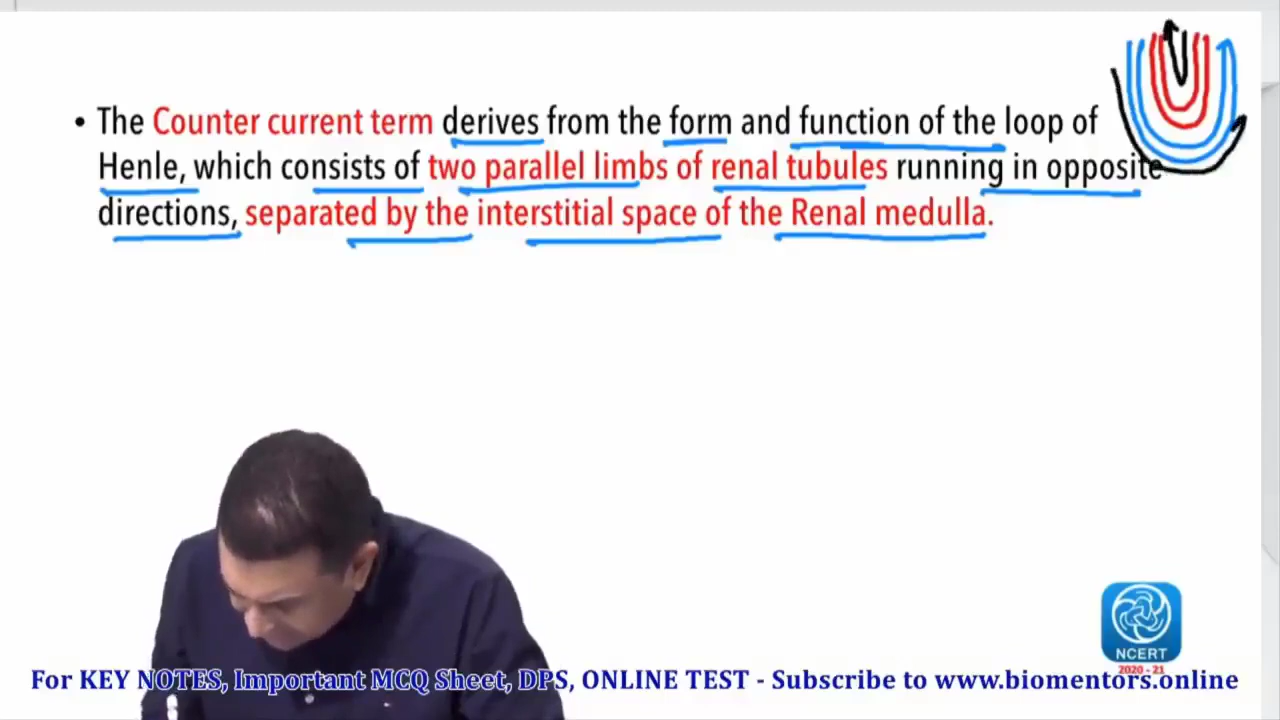 • The Counter current term derives from the form and function of the loop of
Henle, which consists of two parallel limbs of renal tubules running in opposite
directions, separated by the interstitial space of the Renal medulla.
NCERT
2020 - 21
For KEY NOTES, Important MCQ Sheet, DPS, ONLINE TEST - Subscribe to www.biomentors.online